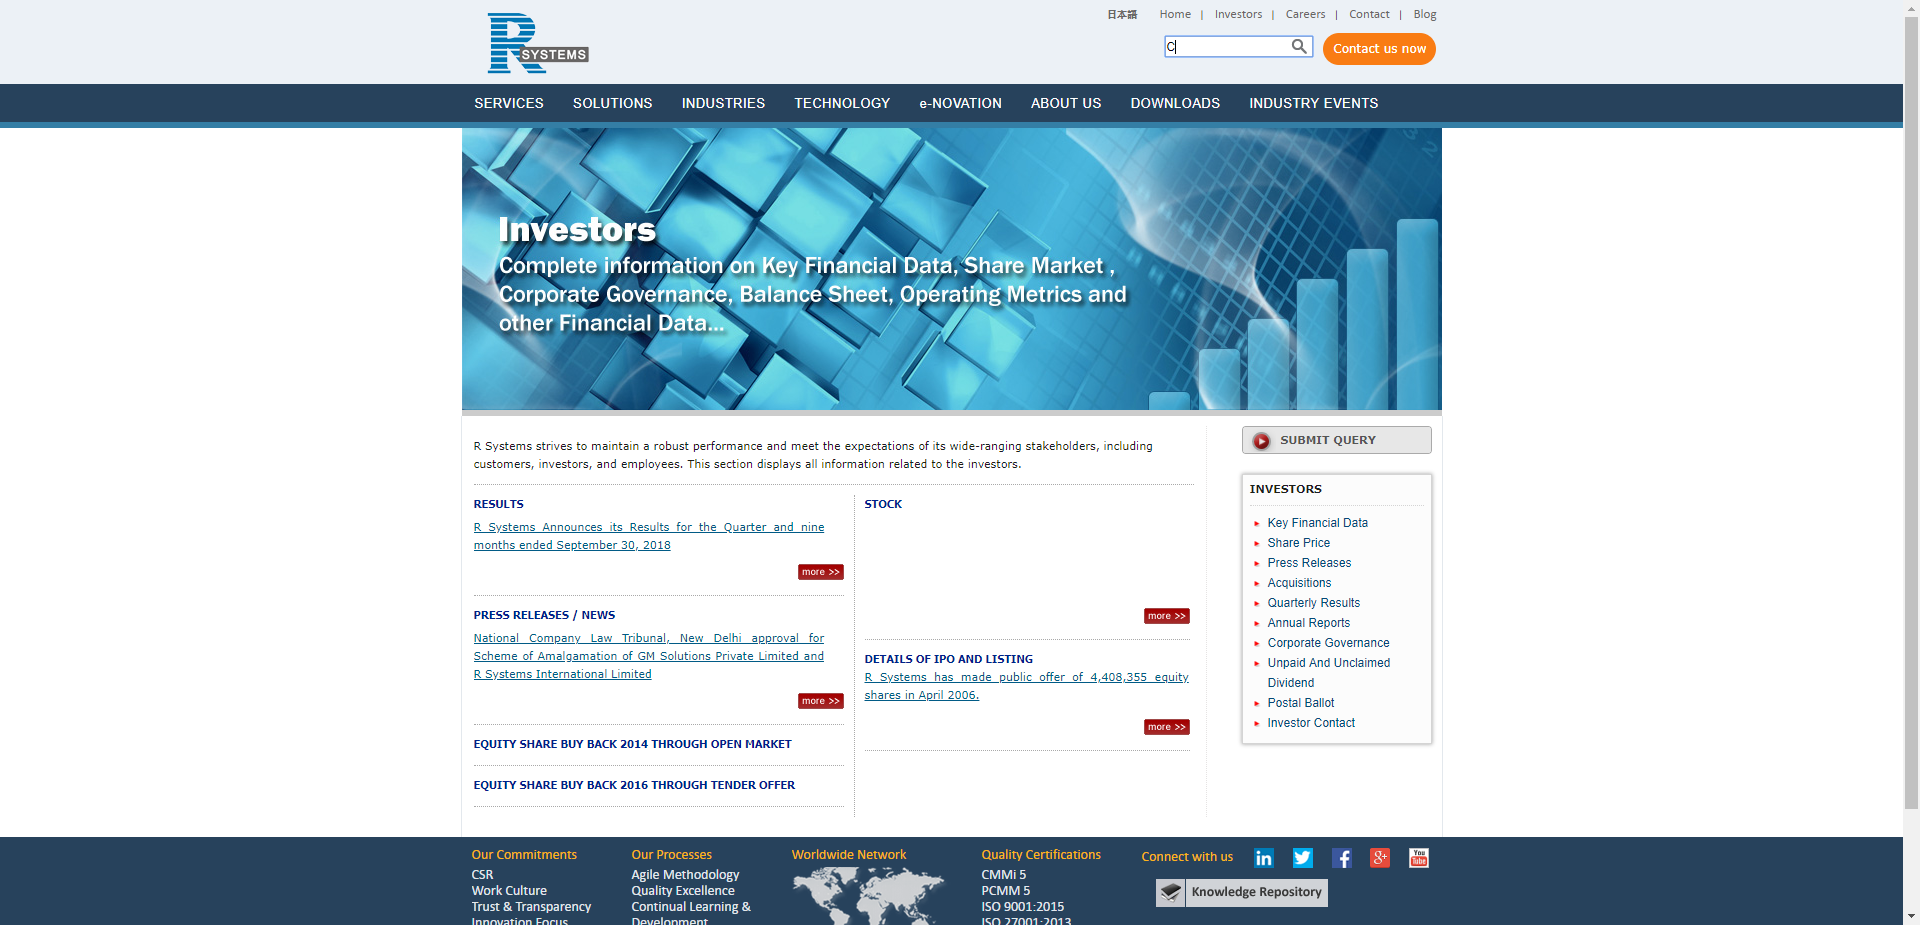 R SYSTEMS
日本語 Home | Investors | Careers | Contact | Blog
C
Contact us now
SERVICES SOLUTIONS INDUSTRIES TECHNOLOGY e-NOVATION ABOUT US DOWNLOADS INDUSTRY EVENTS
Investors
Complete information on Key Financial Data, Share Market ,
Corporate Governance, Balance Sheet, Operating Metrics and
other Financial Data...
R Systems strives to maintain a robust performance and meet the expectations of its wide-ranging stakeholders, including
customers, investors, and employees. This section displays all information related to the investors.
RESULTS
R Systems Announces its Results for the Quarter and nine
months ended September 30, 2018
more >>
PRESS RELEASES / NEWS
National Company Law Tribunal, New Delhi approval for
Scheme of Amalgamation of GM Solutions Private Limited and
R Systems International Limited
more >>
EQUITY SHARE BUY BACK 2014 THROUGH OPEN MARKET
EQUITY SHARE BUY BACK 2016 THROUGH TENDER OFFER
STOCK
more >>
DETAILS OF IPO AND LISTING
R Systems has made public offer of 4,408,355 equity
shares in April 2006.
more >>
SUBMIT QUERY
INVESTORS
Key Financial Data
Share Price
Press Releases
Acquisitions
Quarterly Results
Annual Reports
Corporate Governance
Unpaid And Unclaimed
Dividend
Postal Ballot
Investor Contact
Our Commitments
CSR
Work Culture
Trust & Transparency
Innovation Focus
Our Processes
Agile Methodology
Quality Excellence
Continual Learning &
Development
Worldwide Network
Quality Certifications
CMMi 5
PCMM 5
ISO 9001:2015
ISO 27001:2013
Connect with us
in
f
g+
You Tube
Knowledge Repository